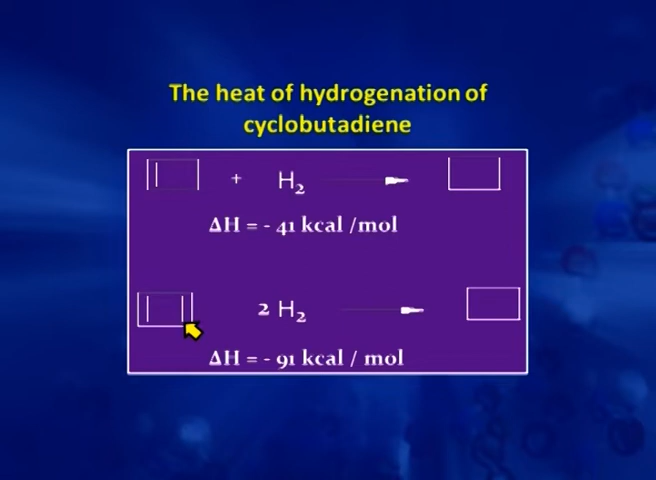 The heat of hydrogenation of
cyclobutadiene
+ H₂
ΔH = - 41 kcal /mol
2 H₂
ΔH = - 91 kcal / mol